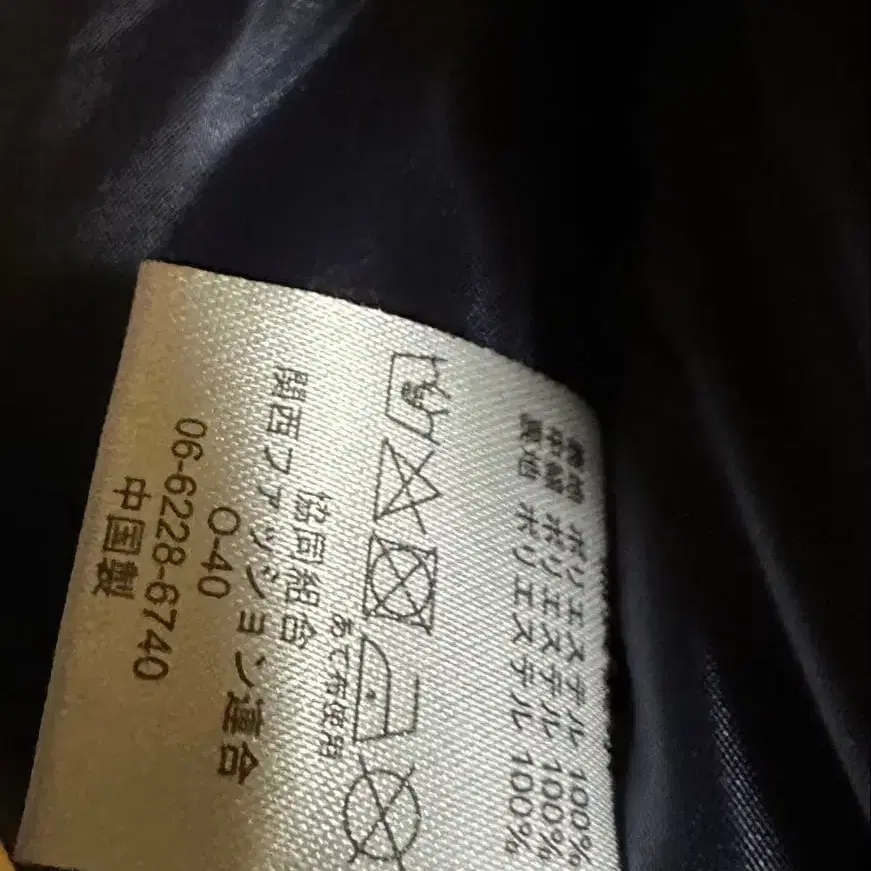 表地 ポリエステル 100%
中綿 ポリエステル 100%
裏地 ポリエステル 100%
あて布使用
協同組合
関西ファッション連合
Q-40
06-6228-6740
中国製